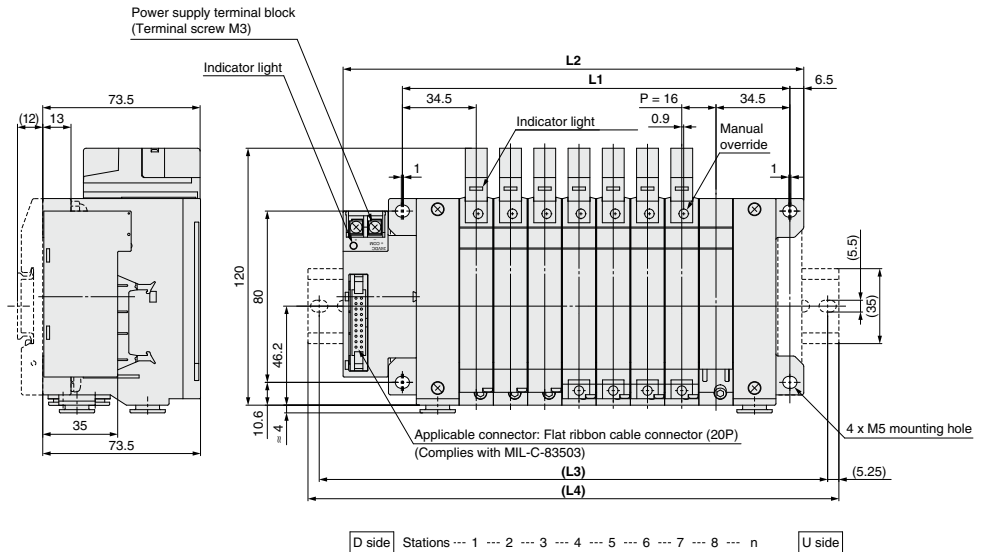 Power supply terminal block
(Terminal screw M3)
Indicator light
L2
L1
6.5
73.5
34.5
P = 16
34.5
(12)
13
Indicator light
0.9
Manual
override
1
1
24VDC
– COM
(5.5)
(35)
120
80
46.2
10.6
≈ 4
35
73.5
Applicable connector: Flat ribbon cable connector (20P)
(Complies with MIL-C-83503)
4 x M5 mounting hole
(L3)
(5.25)
(L4)
D side Stations --- 1 --- 2 --- 3 --- 4 --- 5 --- 6 --- 7 --- 8 --- n U side